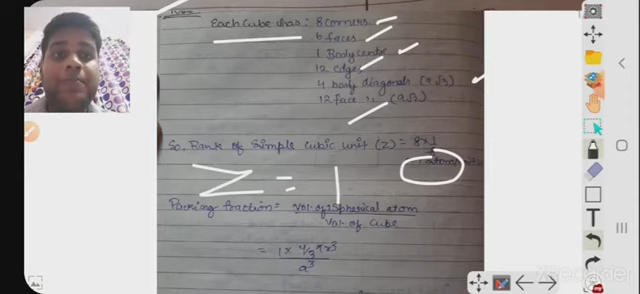 Each Cube has : 8 Corners
6 faces
1 Body centre
12 edge
4 body diagonals (a√3)
12 face " (a√2)
So, Rank of Simple Cubic unit (Z) = 8×1
Z = 1
Packing fraction = Vol. of Spherical atom
Vol. of Cube
= 1 × 4/3 πr³
a³